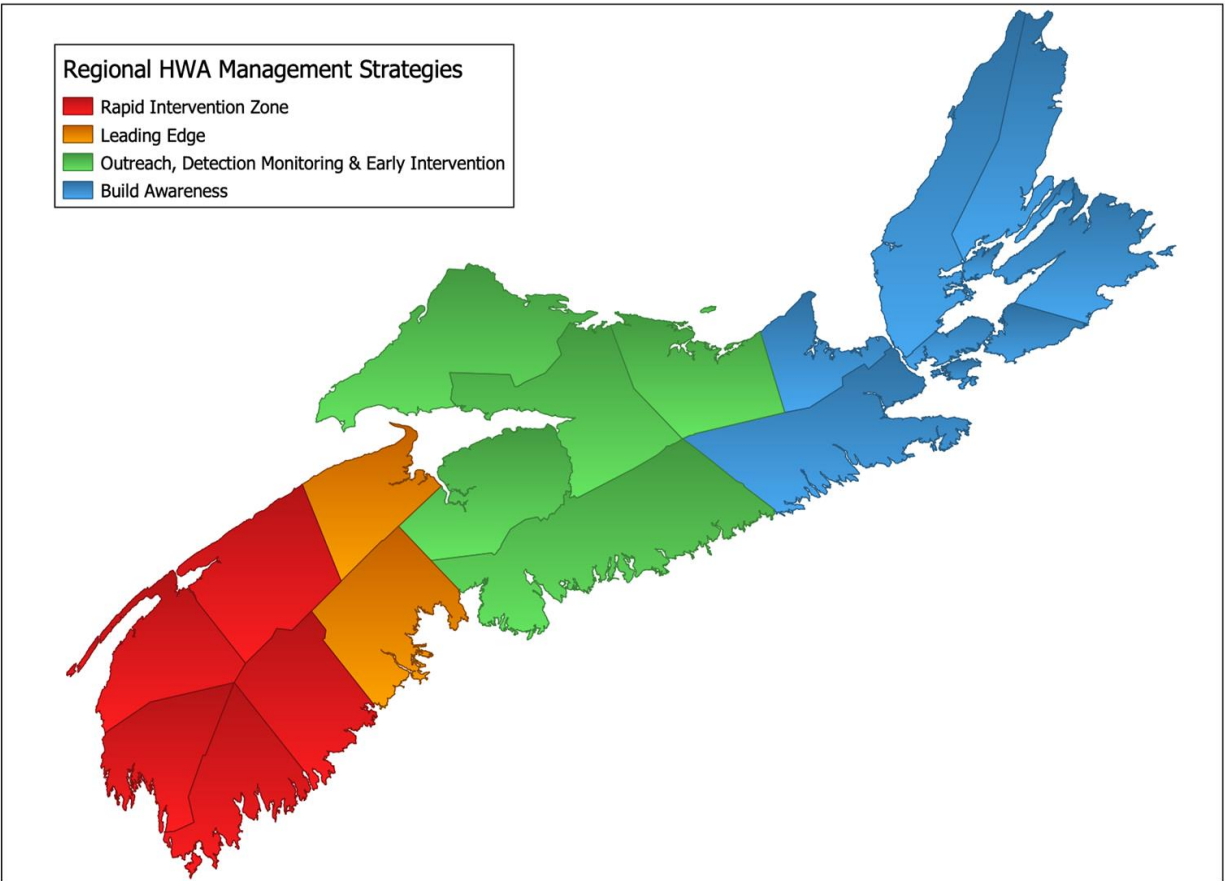 Regional HWA Management Strategies
Rapid Intervention Zone
Leading Edge
Outreach, Detection Monitoring & Early Intervention
Build Awareness